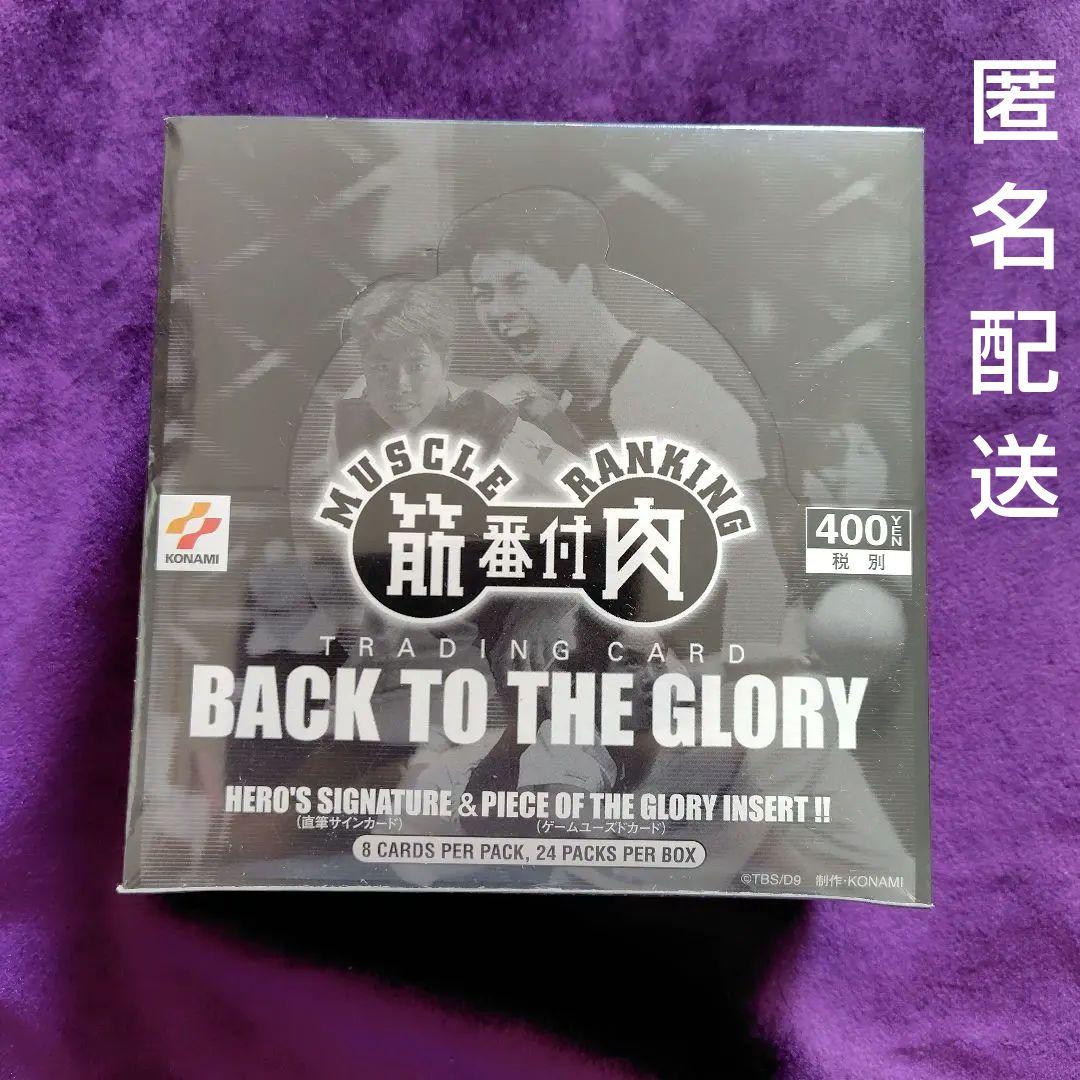 匿名配送
MUSCLE RANKING
筋番付肉
KONAMI
400YEN
税別
TRADING CARD
BACK TO THE GLORY
HERO'S SIGNATURE & PIECE OF THE GLORY INSERT !!
(直筆サインカード)
(ゲームユーズドカード)
8 CARDS PER PACK, 24 PACKS PER BOX
©TBS/D9 制作・KONAMI